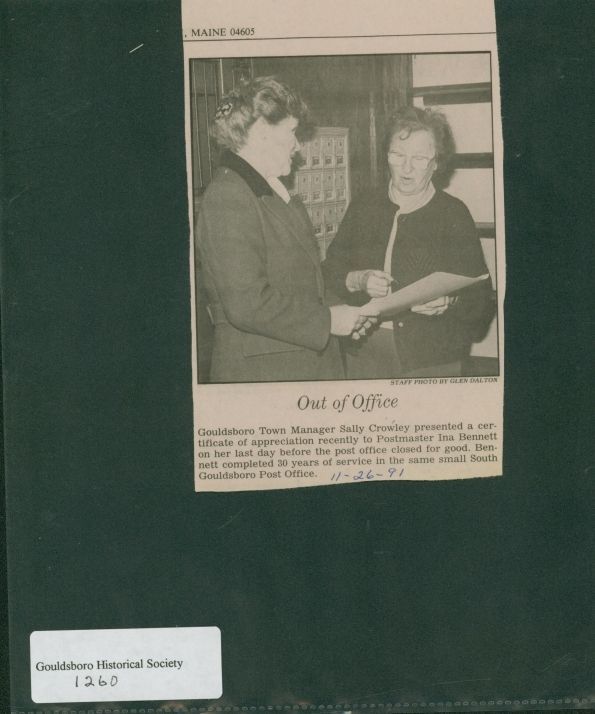 , MAINE 04605
STAFF PHOTO BY GLEN DALTON
Out of Office
Gouldsboro Town Manager Sally Crowley presented a cer-
tificate of appreciation recently to Postmaster Ina Bennett
on her last day before the post office closed for good. Ben-
nett completed 30 years of service in the same small South
Gouldsboro Post Office. 11-26-91
Gouldsboro Historical Society
1260